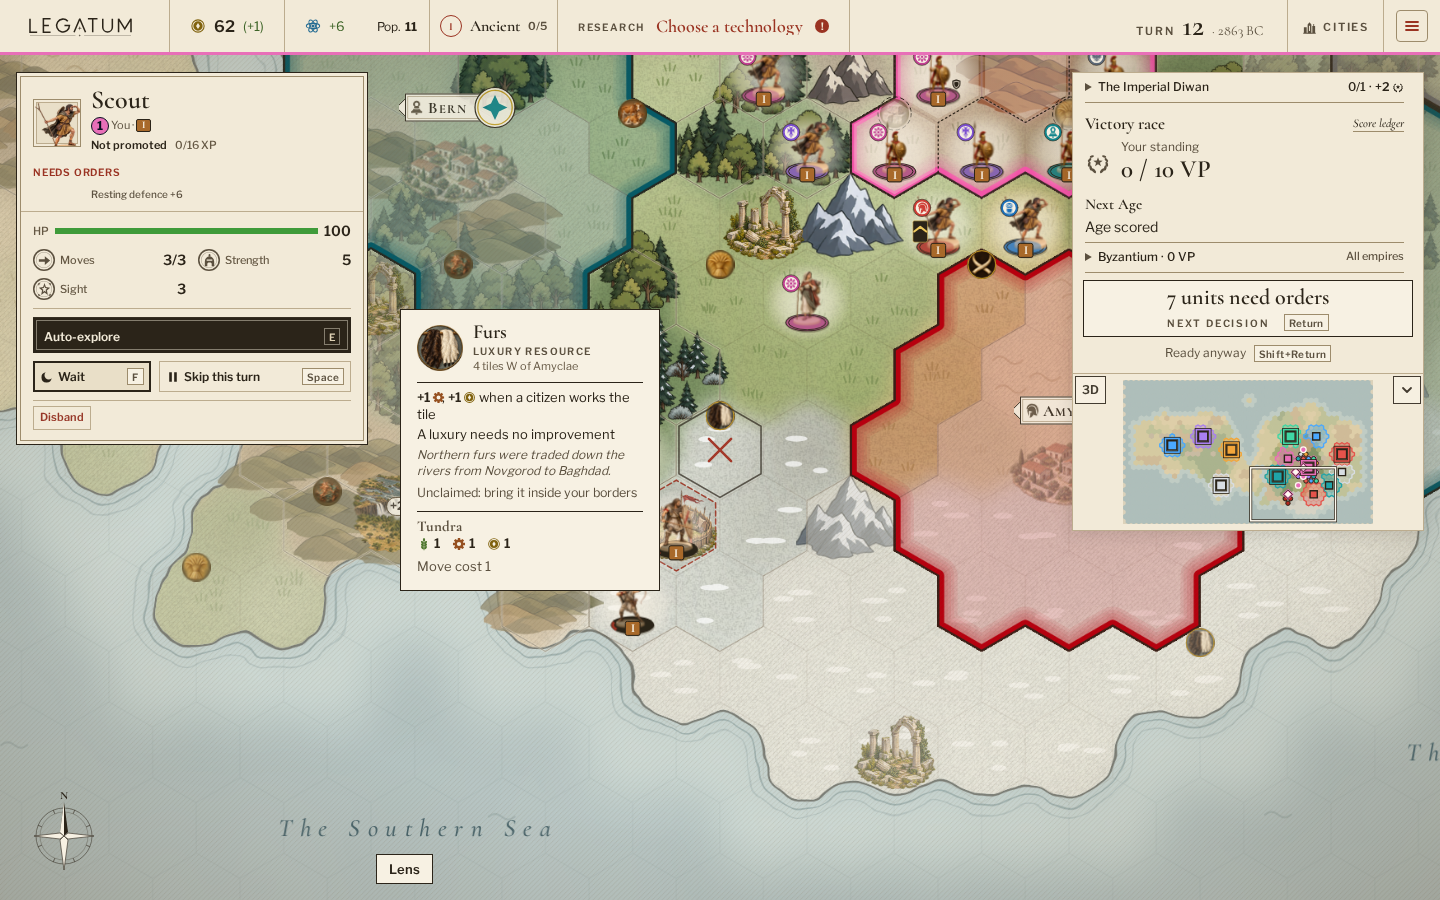 LEGATUM
62 (+1)
+6
Pop. 11
I Ancient 0/5
RESEARCH Choose a technology !
TURN 12 · 2863 BC
CITIES
Scout
1 You · I
Not promoted 0/16 XP
NEEDS ORDERS
Resting defence +6
HP 100
Moves 3/3
Strength 5
Sight 3
Auto-explore E
Wait F
Skip this turn Space
Disband
BERN
Furs
LUXURY RESOURCE
4 tiles W of Amyclae
+1 +1 when a citizen works the
tile
A luxury needs no improvement
Northern furs were traded down the
rivers from Novgorod to Baghdad.
Unclaimed: bring it inside your borders
Tundra
1 1 1
Move cost 1
+2
I
I
I
I
I
I
I
I
I
I
AMY
The Imperial Diwan 0/1 · +2
Victory race Score ledger
Your standing
0 / 10 VP
Next Age
Age scored
Byzantium · 0 VP All empires
7 units need orders
NEXT DECISION Return
Ready anyway Shift+Return
3D
The Southern Sea
Th
N
Lens